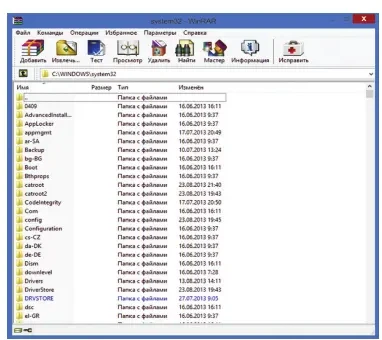 system32 - WinRAR
Файл Команды Операции Избранное Параметры Справка
Добавить Извлечь... Тест Просмотр Удалить Найти Мастер Информация Исправить
C:\WINDOWS\system32
Имя Размер Тип Изменён
.. Папка с файлами
0409 Папка с файлами 16.06.2013 16:11
AdvancedInstall... Папка с файлами 16.06.2013 9:37
AppLocker Папка с файлами 16.06.2013 9:37
appmgmt Папка с файлами 17.07.2013 20:49
ar-SA Папка с файлами 16.06.2013 9:37
Backup Папка с файлами 10.07.2013 13:24
bg-BG Папка с файлами 16.06.2013 9:37
Boot Папка с файлами 16.06.2013 16:11
Bthprops Папка с файлами 16.06.2013 9:37
catroot Папка с файлами 23.08.2013 21:40
catroot2 Папка с файлами 23.08.2013 19:43
CodeIntegrity Папка с файлами 17.07.2013 20:50
Com Папка с файлами 16.06.2013 16:11
config Папка с файлами 23.08.2013 19:45
Configuration Папка с файлами 16.06.2013 9:37
cs-CZ Папка с файлами 16.06.2013 9:37
da-DK Папка с файлами 16.06.2013 9:37
de-DE Папка с файлами 16.06.2013 9:37
Dism Папка с файлами 16.06.2013 16:11
downlevel Папка с файлами 16.06.2013 7:28
Drivers Папка с файлами 13.08.2013 14:11
DriverStore Папка с файлами 23.08.2013 19:43
DRVSTORE Папка с файлами 27.07.2013 9:05
dsc Папка с файлами 16.06.2013 16:11
el-GR Папка с файлами 16.06.2013 9:37